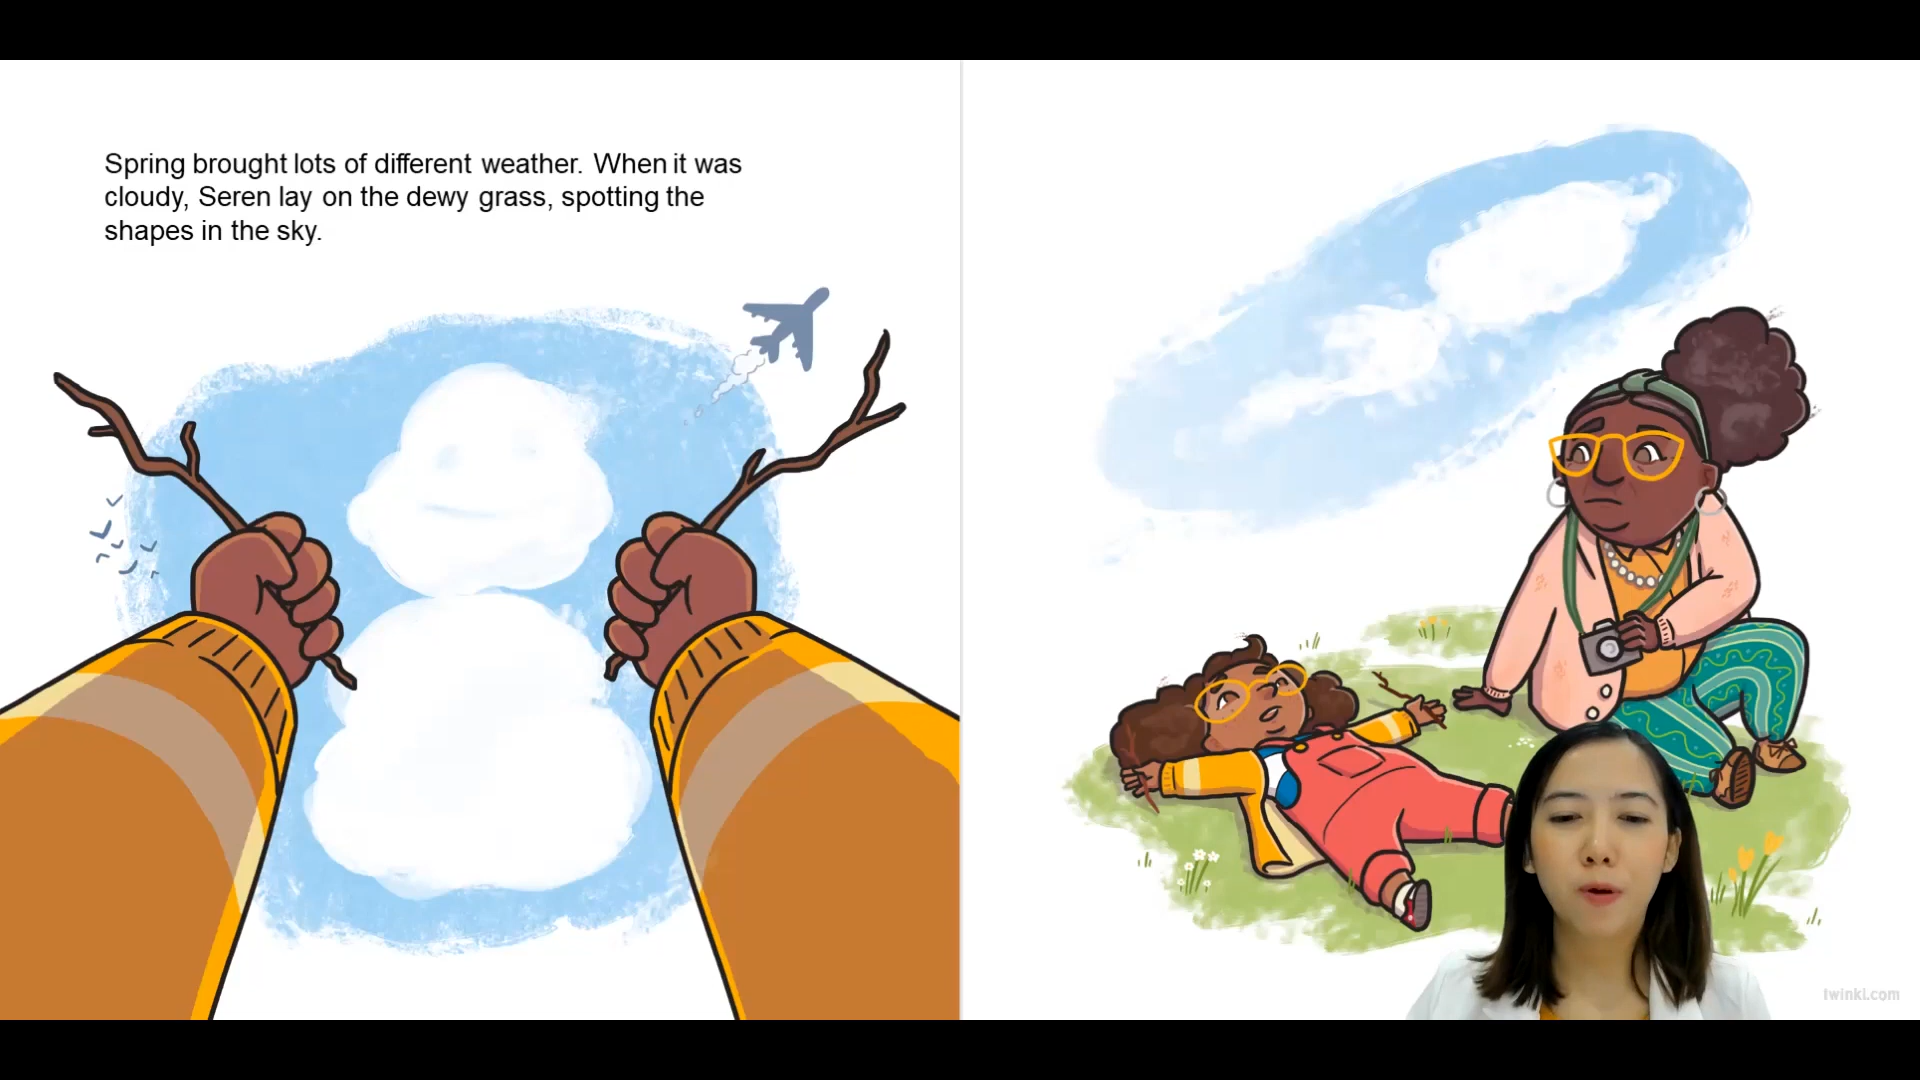 Spring brought lots of different weather. When it was
cloudy, Seren lay on the dewy grass, spotting the
shapes in the sky.
twinkl.com